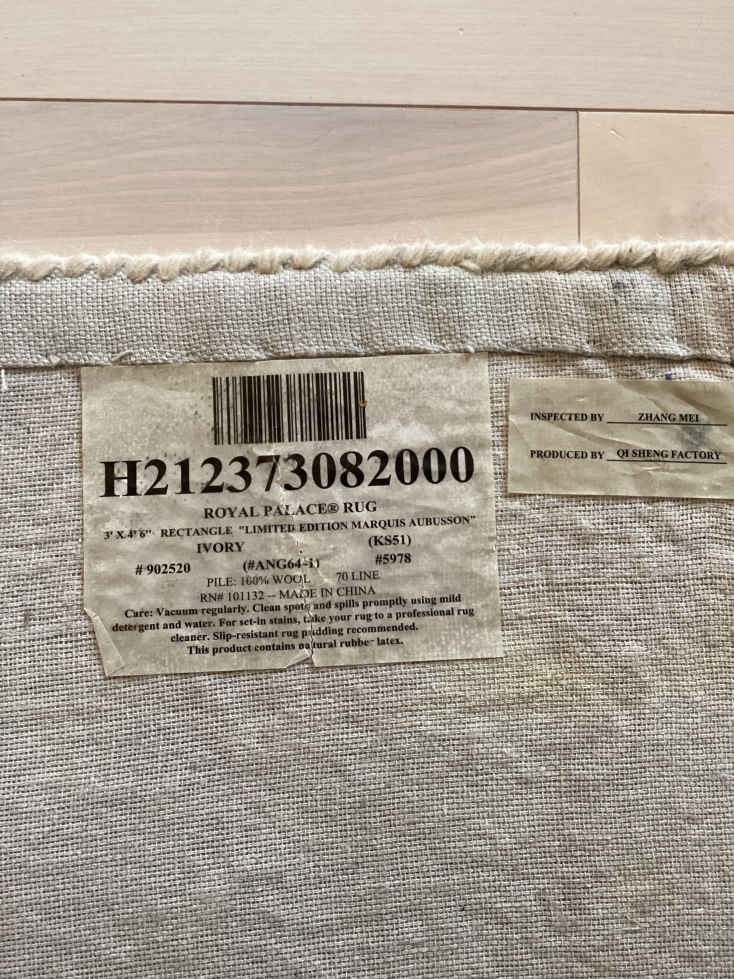 H212373082000
ROYAL PALACE® RUG
3' X 4' 6" RECTANGLE "LIMITED EDITION MARQUIS AUBUSSON"
IVORY (KS51)
# 902520 (#ANG64-1) #5978
PILE: 100% WOOL 70 LINE
RN# 101132 -- MADE IN CHINA
Care: Vacuum regularly. Clean spots and spills promptly using mild
detergent and water. For set-in stains, take your rug to a professional rug
cleaner. Slip-resistant rug padding recommended.
This product contains natural rubber latex.
INSPECTED BY ZHANG MEI
PRODUCED BY QI SHENG FACTORY